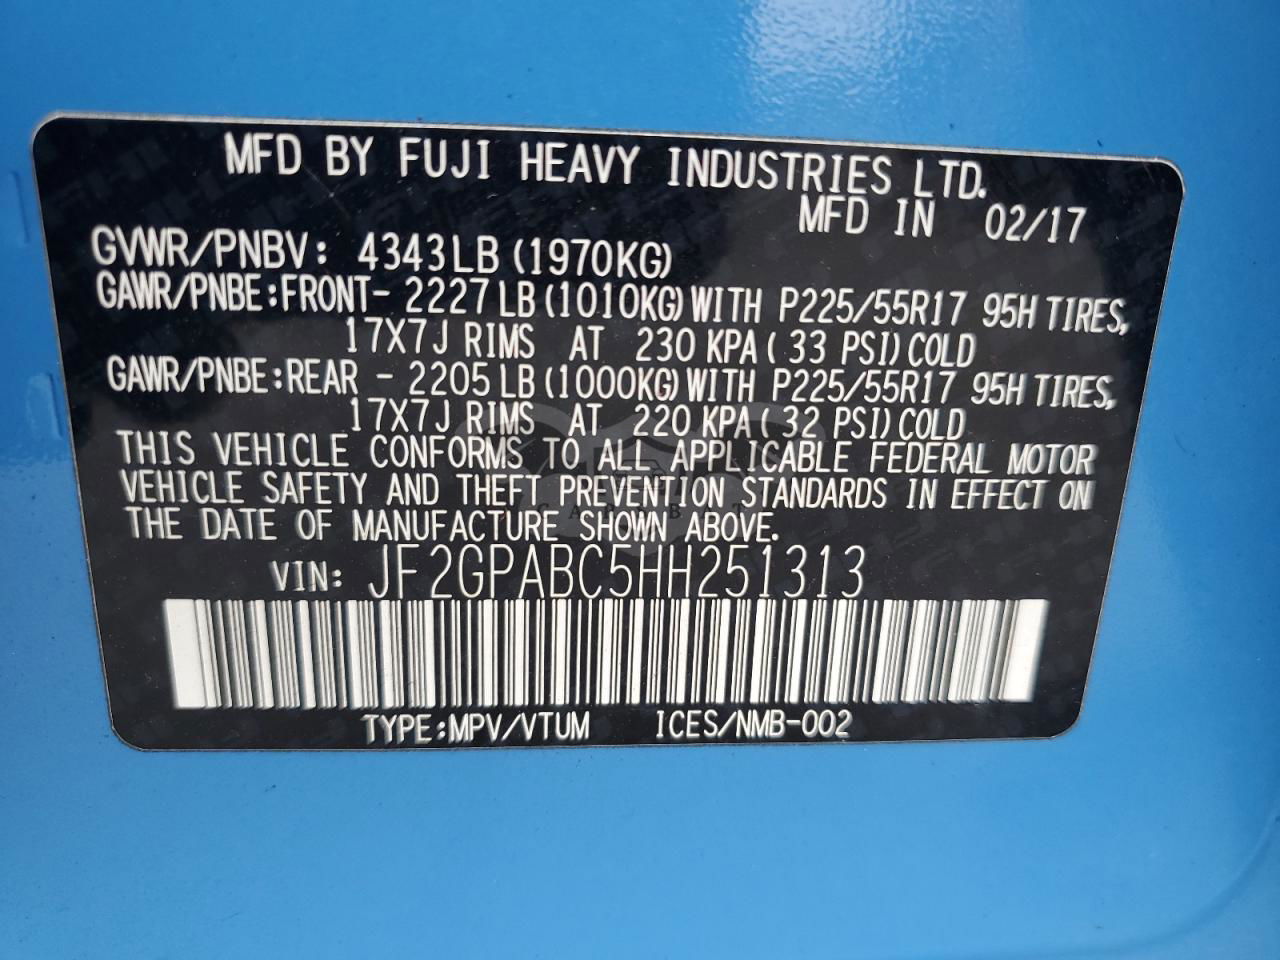 MFD BY FUJI HEAVY INDUSTRIES LTD.
MFD IN 02/17
GVWR/PNBV: 4343LB (1970KG)
GAWR/PNBE:FRONT- 2227LB (1010KG)WITH P225/55R17 95H TIRES,
17X7J RIMS AT 230 KPA( 33 PSI)COLD
GAWR/PNBE:REAR - 2205LB (1000KG)WITH P225/55R17 95H TIRES,
17X7J RIMS AT 220 KPA( 32 PSI)COLD
THIS VEHICLE CONFORMS TO ALL APPLICABLE FEDERAL MOTOR
VEHICLE SAFETY AND THEFT PREVENTION STANDARDS IN EFFECT ON
THE DATE OF MANUFACTURE SHOWN ABOVE.
VIN: JF2GPABC5HH251313
TYPE:MPV/VTUM ICES/NMB-002